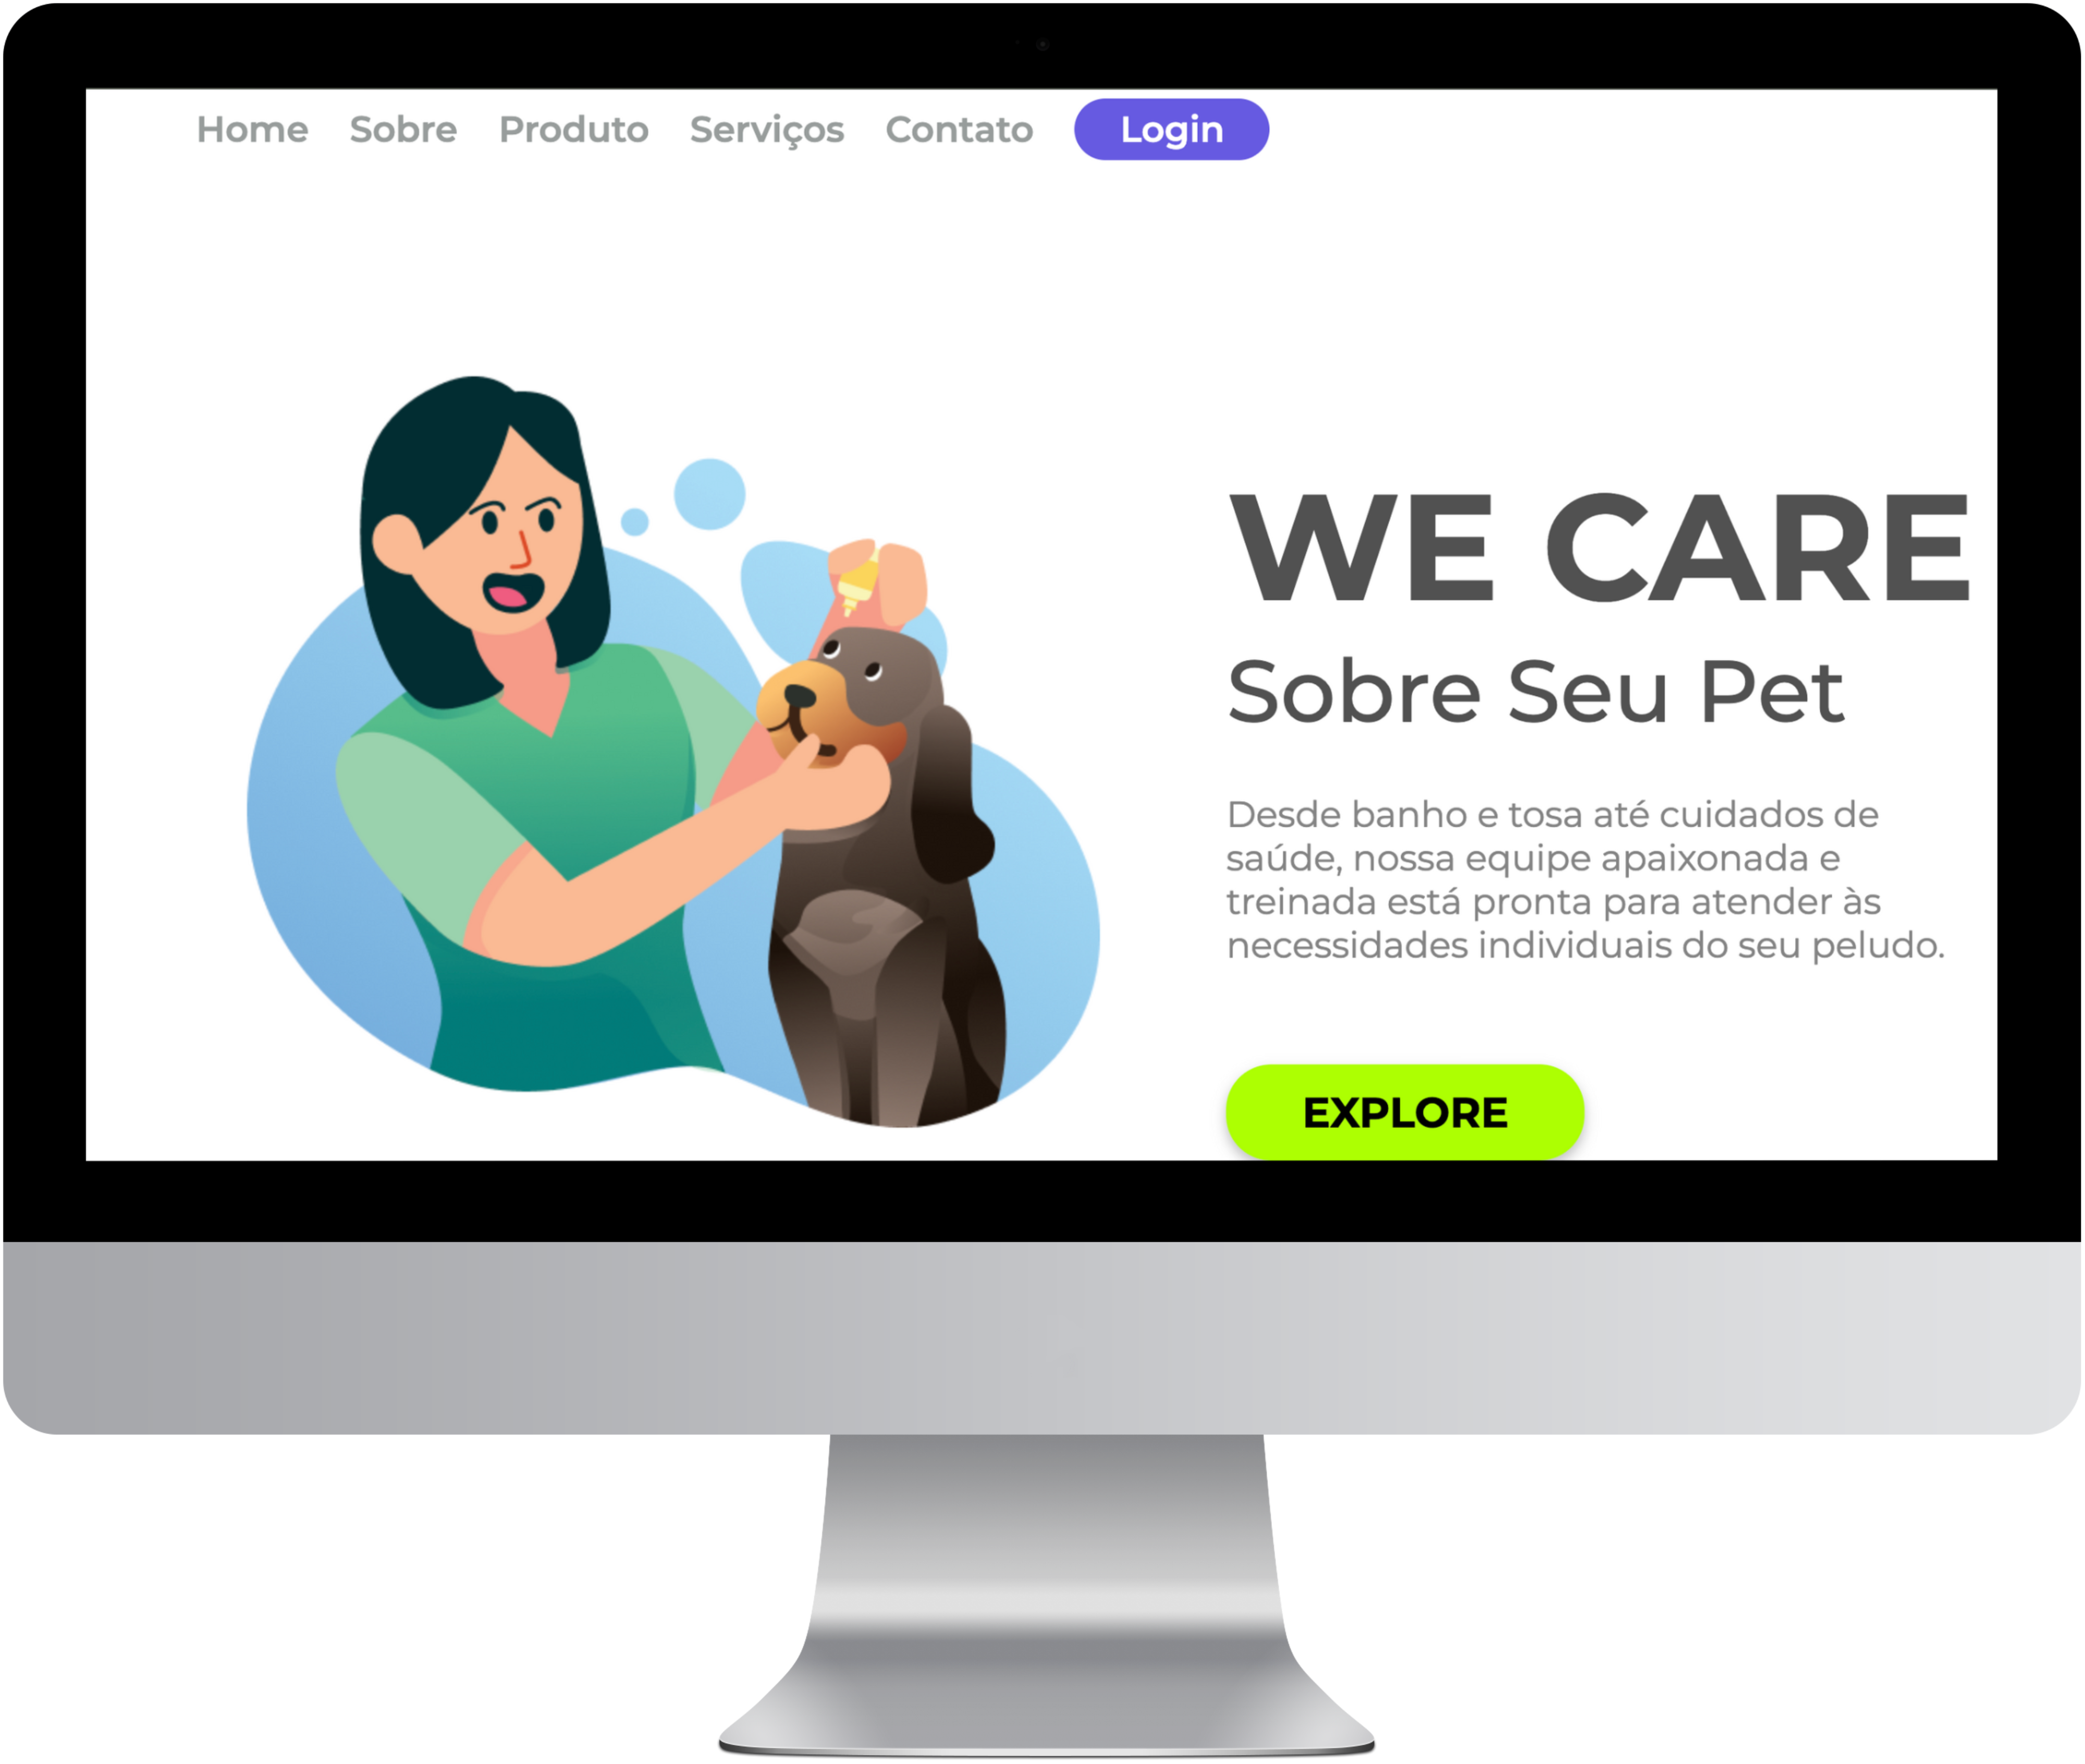 Home Sobre Produto Serviços Contato Login
WE CARE
Sobre Seu Pet
Desde banho e tosa até cuidados de
saúde, nossa equipe apaixonada e
treinada está pronta para atender às
necessidades individuais do seu peludo.
EXPLORE